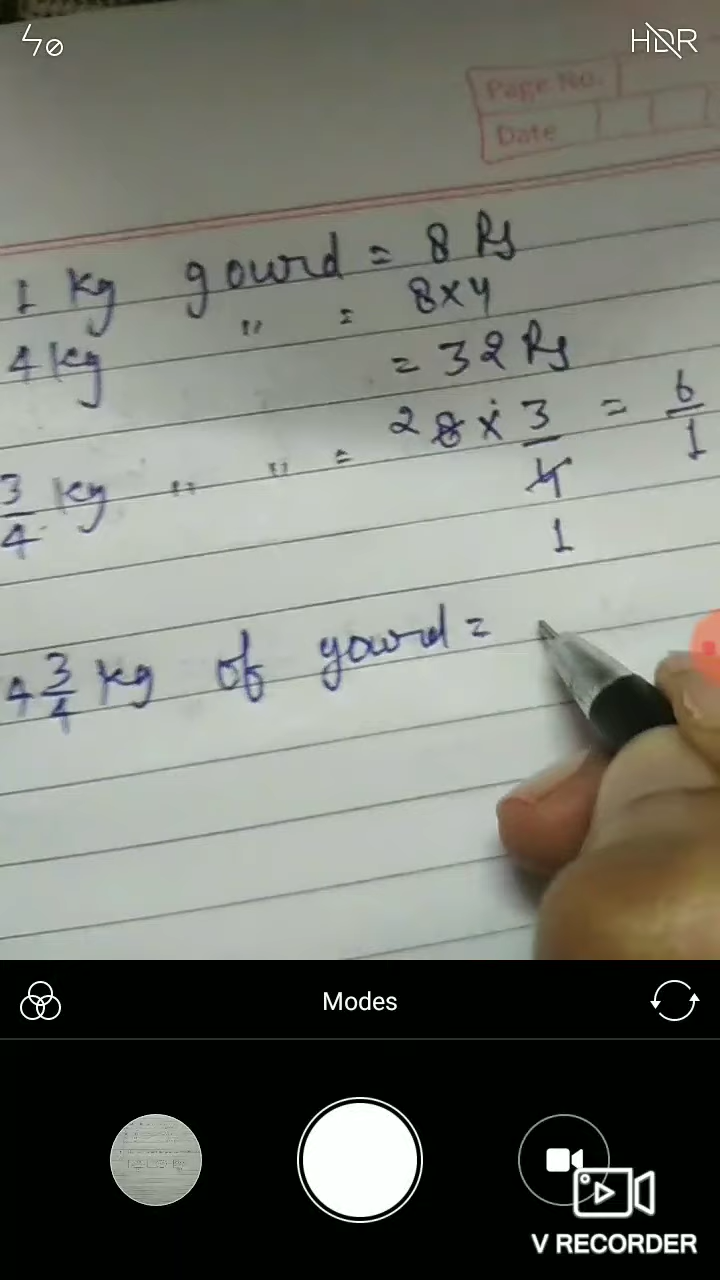 HDR
Page No.
Date
1 kg gourd = 8 Rs
4 kg " = 8×4
= 32 Rs
3/4 kg " " = 2 8 × 3/4 = 6/1
1
4 3/4 kg of gourd =
Modes
V RECORDER